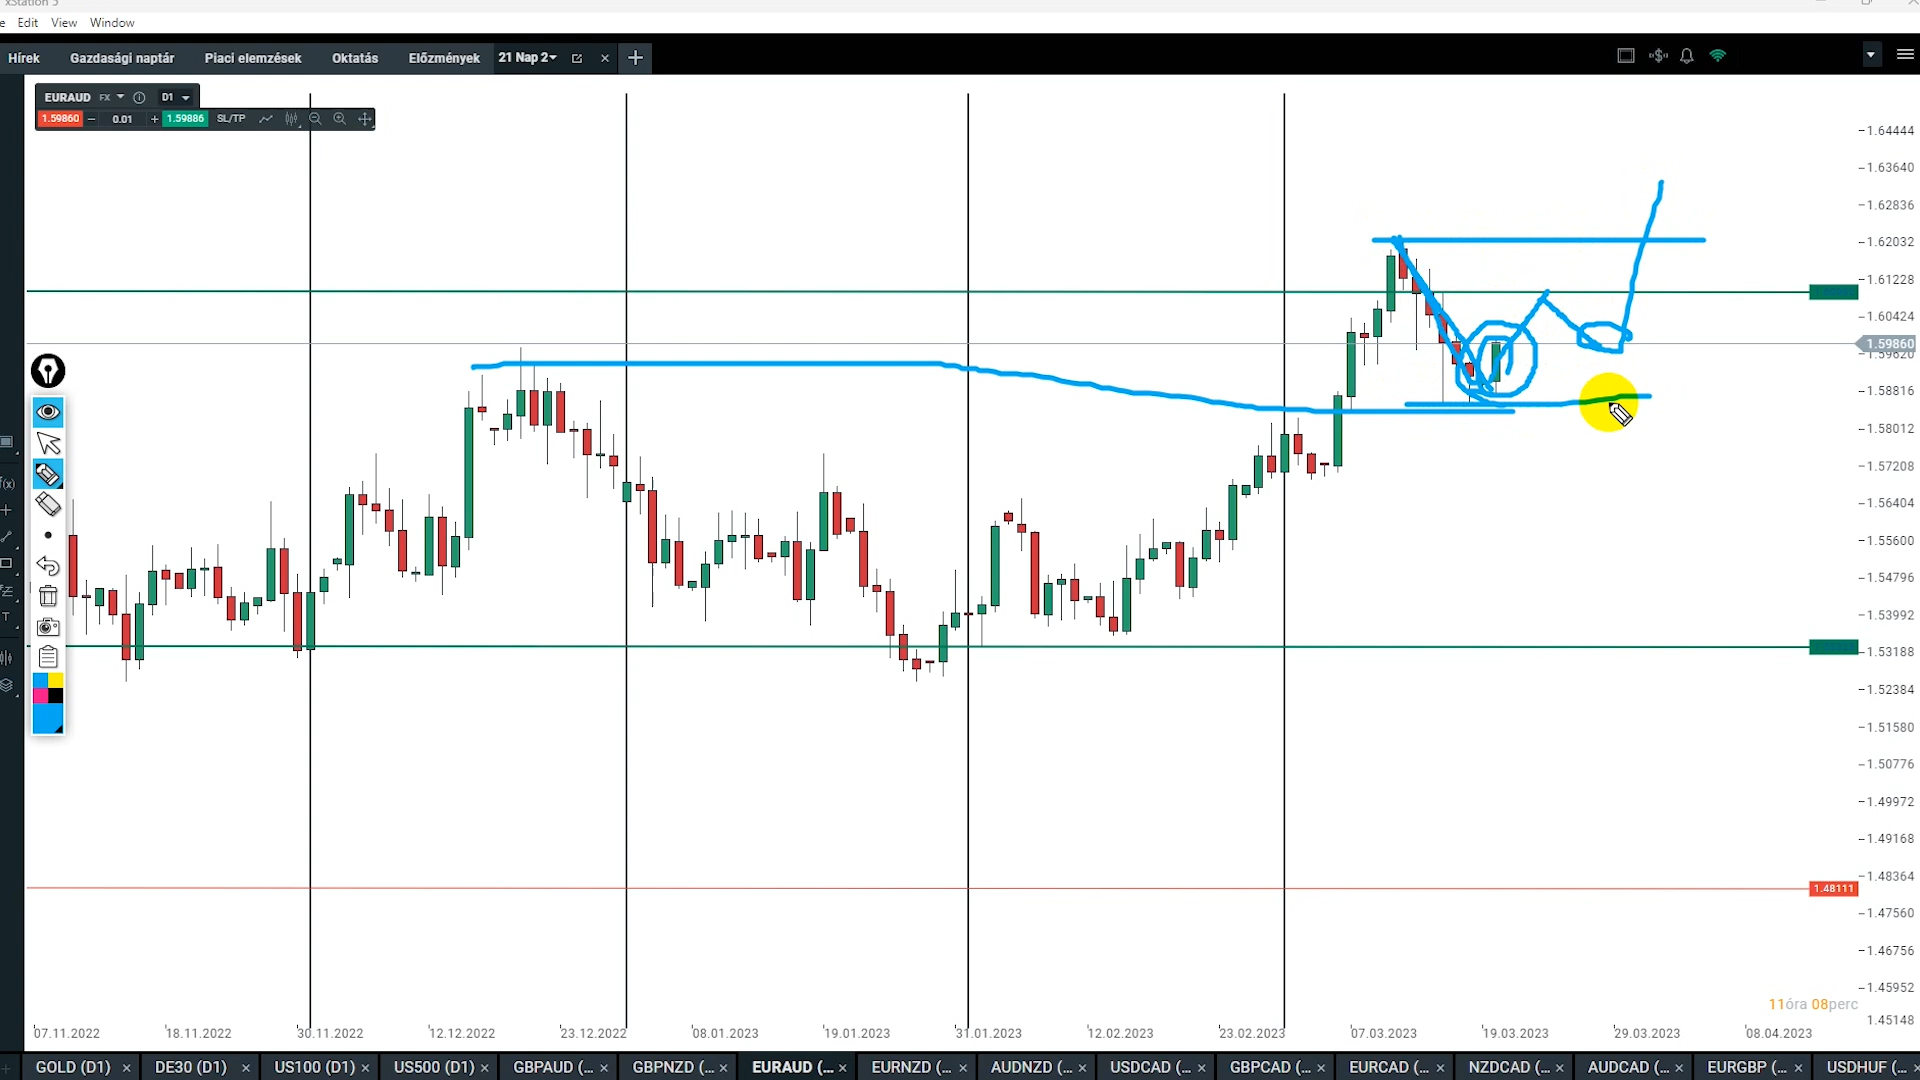 xStation 5
e Edit View Window
Hírek Gazdasági naptár Piaci elemzések Oktatás Előzmények 21 Nap 2
EURAUD FX D1
1.59860 0.01 1.59886 SL/TP
1.64444
1.63640
1.62836
1.62032
1.61228
1.60424
1.59860
1.59620
1.58816
1.58012
1.57208
1.56404
1.55600
1.54796
1.53992
1.53188
1.52384
1.51580
1.50776
1.49972
1.49168
1.48364
1.48111
1.47560
1.46756
1.45952
1.45148
f(x)
T
11óra 08perc
07.11.2022 18.11.2022 30.11.2022 12.12.2022 23.12.2022 08.01.2023 19.01.2023 31.01.2023 12.02.2023 23.02.2023 07.03.2023 19.03.2023 29.03.2023 08.04.2023
GOLD (D1) DE30 (D1) US100 (D1) US500 (D1) GBPAUD (... GBPNZD (... EURAUD (... EURNZD (... AUDNZD (... USDCAD (... GBPCAD (... EURCAD (... NZDCAD (... AUDCAD (... EURGBP (... USDHUF (...